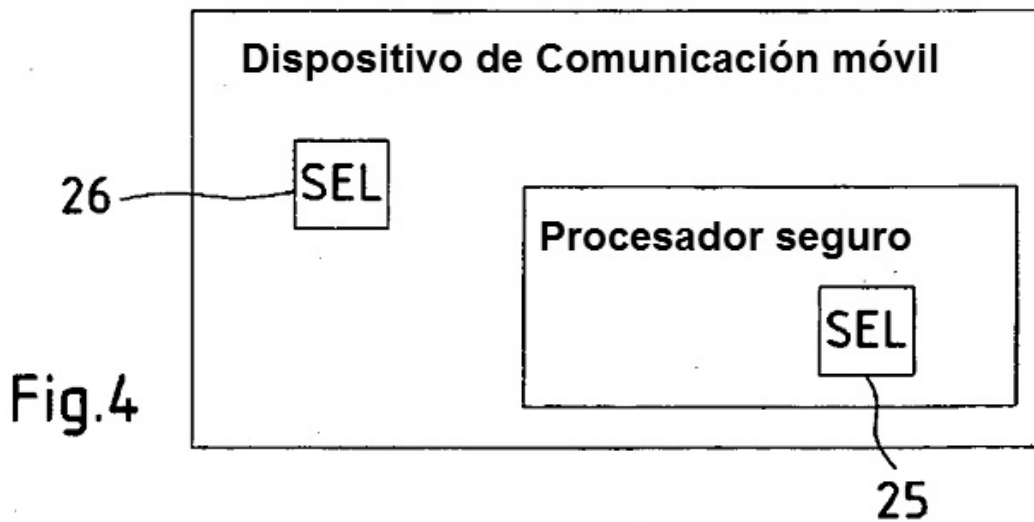 Dispositivo de Comunicación móvil
26
SEL
Procesador seguro
SEL
Fig.4
25